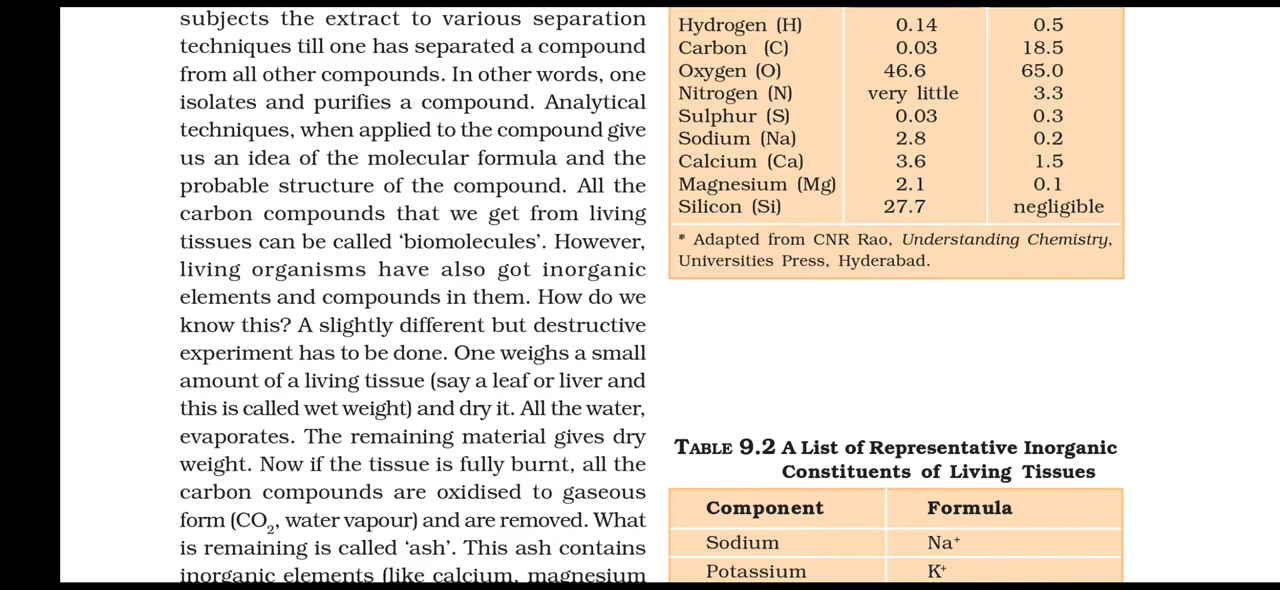 subjects the extract to various separation
techniques till one has separated a compound
from all other compounds. In other words, one
isolates and purifies a compound. Analytical
techniques, when applied to the compound give
us an idea of the molecular formula and the
probable structure of the compound. All the
carbon compounds that we get from living
tissues can be called ‘biomolecules’. However,
living organisms have also got inorganic
elements and compounds in them. How do we
know this? A slightly different but destructive
experiment has to be done. One weighs a small
amount of a living tissue (say a leaf or liver and
this is called wet weight) and dry it. All the water,
evaporates. The remaining material gives dry
weight. Now if the tissue is fully burnt, all the
carbon compounds are oxidised to gaseous
form (CO₂, water vapour) and are removed. What
is remaining is called ‘ash’. This ash contains
inorganic elements (like calcium, magnesium
Hydrogen (H) 0.14 0.5
Carbon (C) 0.03 18.5
Oxygen (O) 46.6 65.0
Nitrogen (N) very little 3.3
Sulphur (S) 0.03 0.3
Sodium (Na) 2.8 0.2
Calcium (Ca) 3.6 1.5
Magnesium (Mg) 2.1 0.1
Silicon (Si) 27.7 negligible
* Adapted from CNR Rao, Understanding Chemistry,
Universities Press, Hyderabad.
TABLE 9.2 A List of Representative Inorganic
Constituents of Living Tissues
Component Formula
Sodium Na⁺
Potassium K⁺